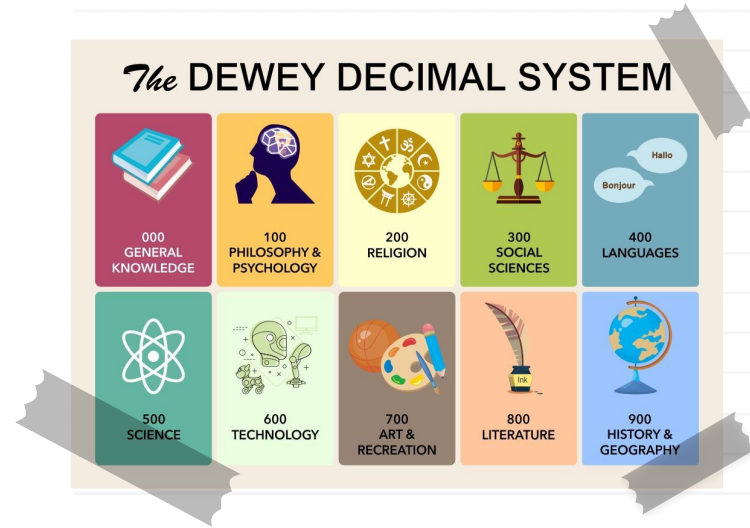 The DEWEY DECIMAL SYSTEM
000
GENERAL
KNOWLEDGE
100
PHILOSOPHY &
PSYCHOLOGY
200
RELIGION
300
SOCIAL
SCIENCES
Hallo
Bonjour
400
LANGUAGES
500
SCIENCE
600
TECHNOLOGY
700
ART &
RECREATION
Ink
800
LITERATURE
900
HISTORY &
GEOGRAPHY